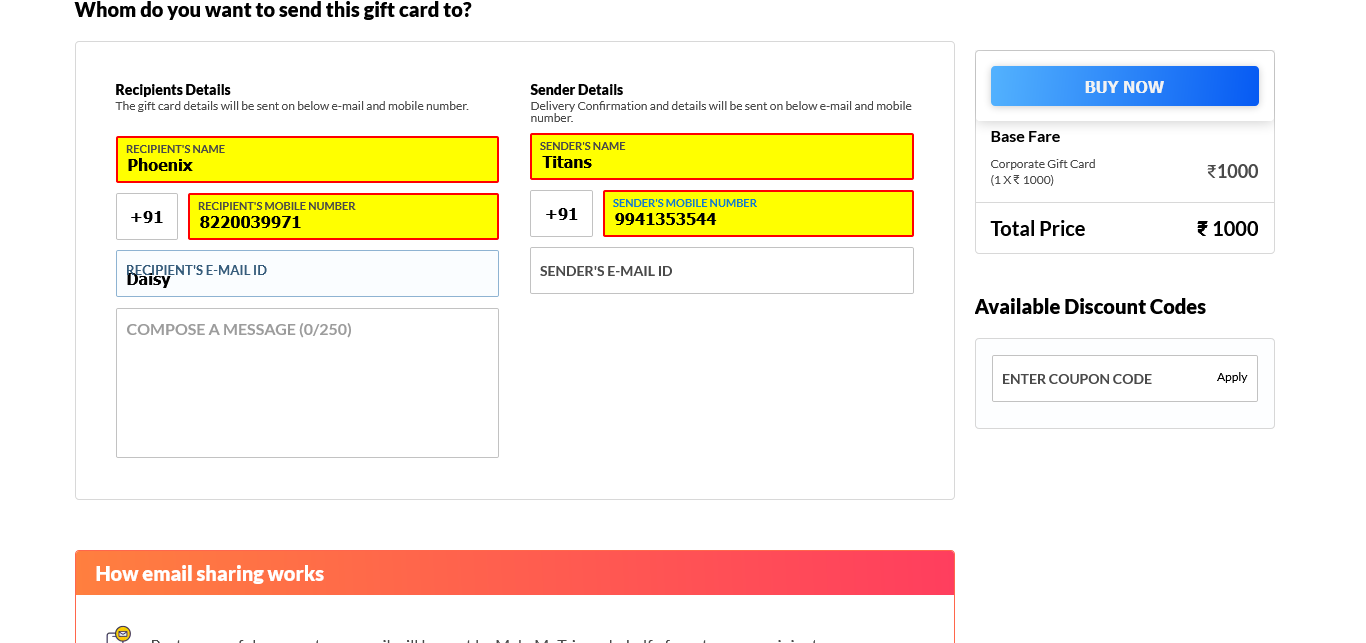 Whom do you want to send this gift card to?
Recipients Details
The gift card details will be sent on below e-mail and mobile number.
RECIPIENT'S NAME
Phoenix
+91
RECIPIENT'S MOBILE NUMBER
8220039971
RECIPIENT'S E-MAIL ID
Daisy
COMPOSE A MESSAGE (0/250)
Sender Details
Delivery Confirmation and details will be sent on below e-mail and mobile
number.
SENDER'S NAME
Titans
+91
SENDER'S MOBILE NUMBER
9941353544
SENDER'S E-MAIL ID
BUY NOW
Base Fare
Corporate Gift Card
(1 X ₹ 1000)
₹1000
Total Price
₹ 1000
Available Discount Codes
ENTER COUPON CODE
Apply
How email sharing works